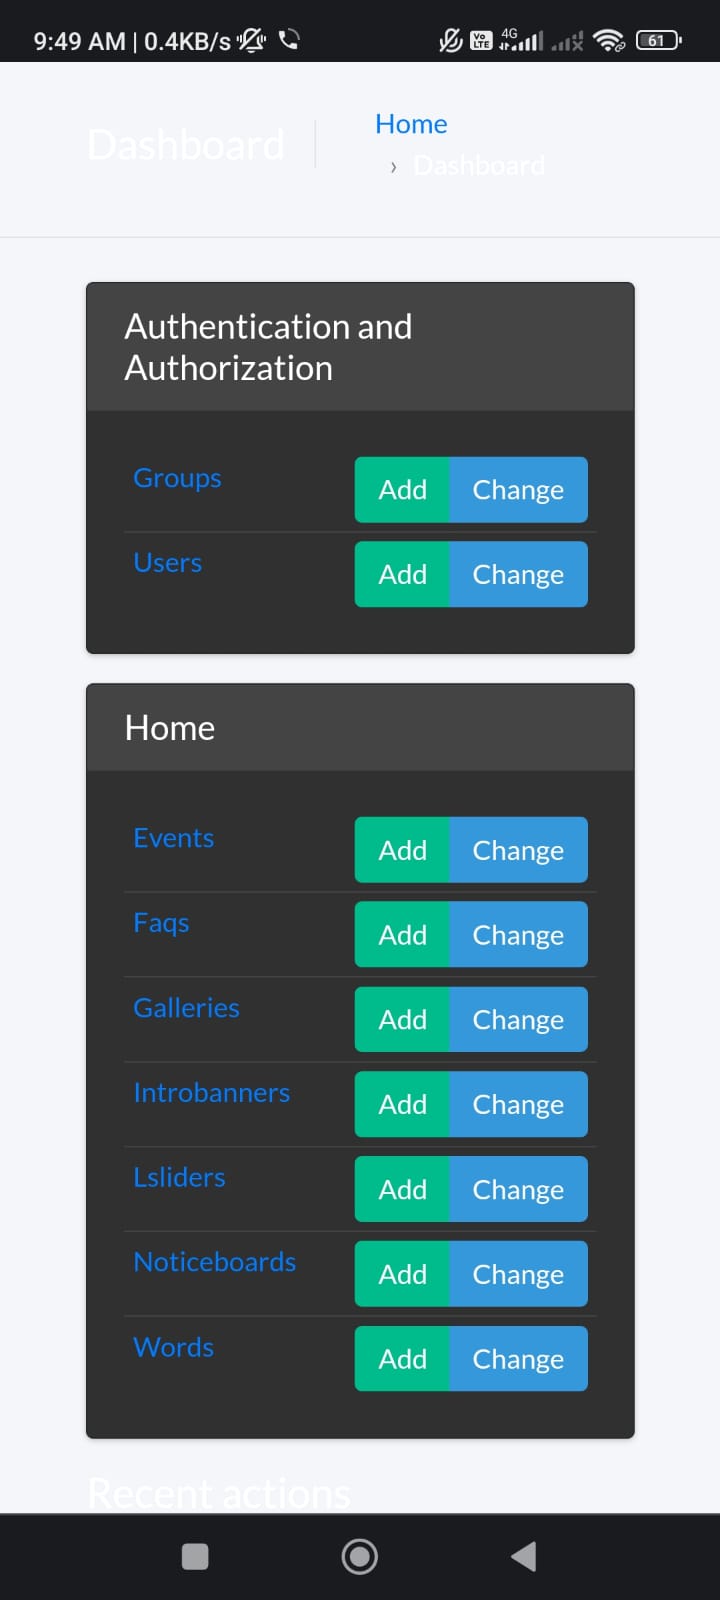 9:49 AM | 0.4KB/s
Vo LTE 4G 61
Dashboard
Home
› Dashboard
Authentication and
Authorization
Groups Add Change
Users Add Change
Home
Events Add Change
Faqs Add Change
Galleries Add Change
Introbanners Add Change
Lsliders Add Change
Noticeboards Add Change
Words Add Change
Recent actions